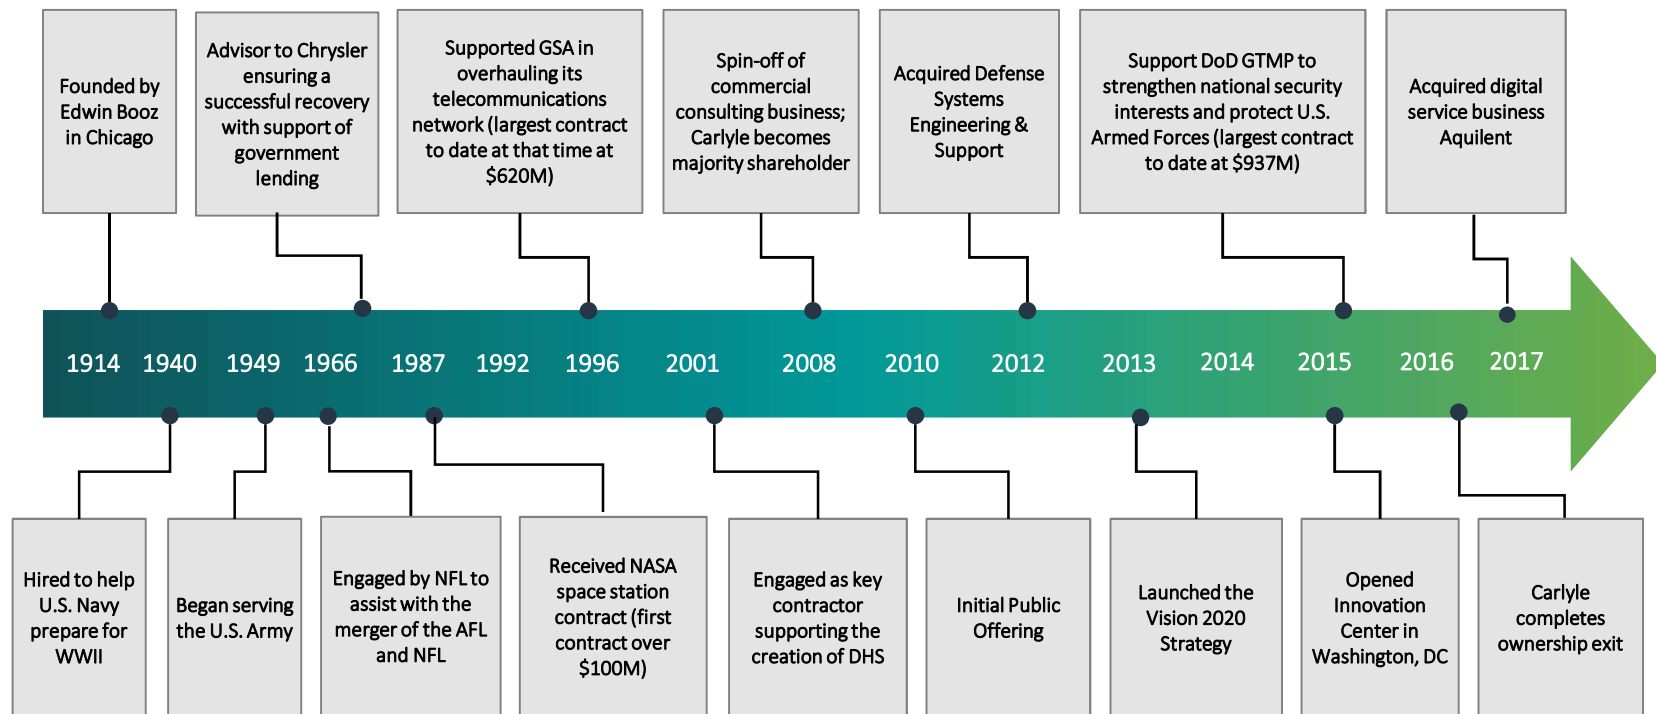 Founded by
Edwin Booz
in Chicago
Advisor to Chrysler
ensuring a
successful recovery
with support of
government
lending
Supported GSA in
overhauling its
telecommunications
network (largest contract
to date at that time at
$620M)
Spin-off of
commercial
consulting business;
Carlyle becomes
majority shareholder
Acquired Defense
Systems
Engineering &
Support
Support DoD GTMP to
strengthen national security
interests and protect U.S.
Armed Forces (largest contract
to date at $937M)
Acquired digital
service business
Aquilent
1914 1940 1949 1966 1987 1992 1996 2001 2008 2010 2012 2013 2014 2015 2016 2017
Hired to help
U.S. Navy
prepare for
WWII
Began serving
the U.S. Army
Engaged by NFL to
assist with the
merger of the AFL
and NFL
Received NASA
space station
contract (first
contract over
$100M)
Engaged as key
contractor
supporting the
creation of DHS
Initial Public
Offering
Launched the
Vision 2020
Strategy
Opened
Innovation
Center in
Washington, DC
Carlyle
completes
ownership exit